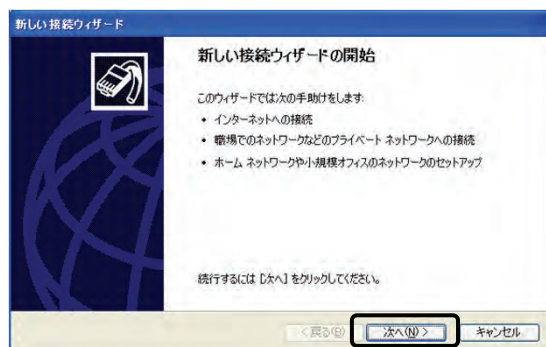 新しい接続ウィザード
新しい接続ウィザードの開始
このウィザードでは次の手助けをします:
• インターネットへの接続
• 職場でのネットワークなどのプライベート ネットワークへの接続
• ホーム ネットワークや小規模オフィスのネットワークのセットアップ
続行するには [次へ] をクリックしてください。
< 戻る(B) 次へ(N) > キャンセル